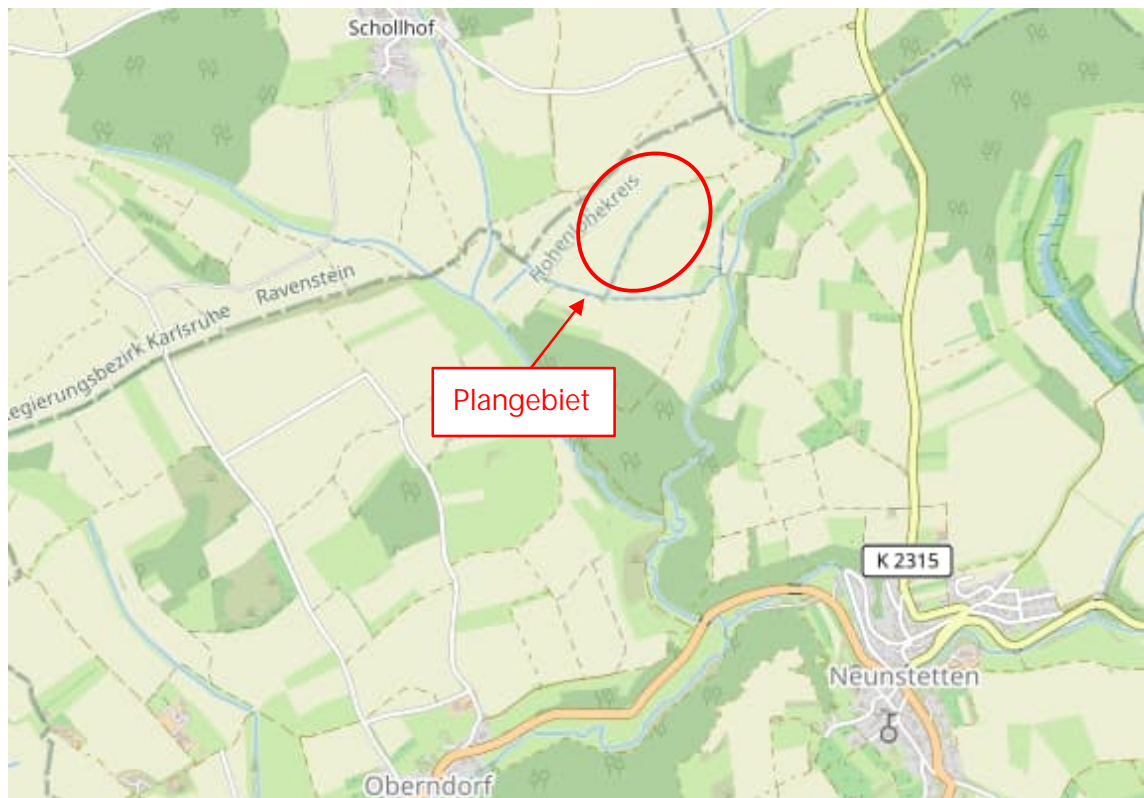 Schollhof
Hohenlohekreis
Ravenstein
Regierungsbezirk Karlsruhe
Plangebiet
K 2315
Neunstetten
Oberndorf